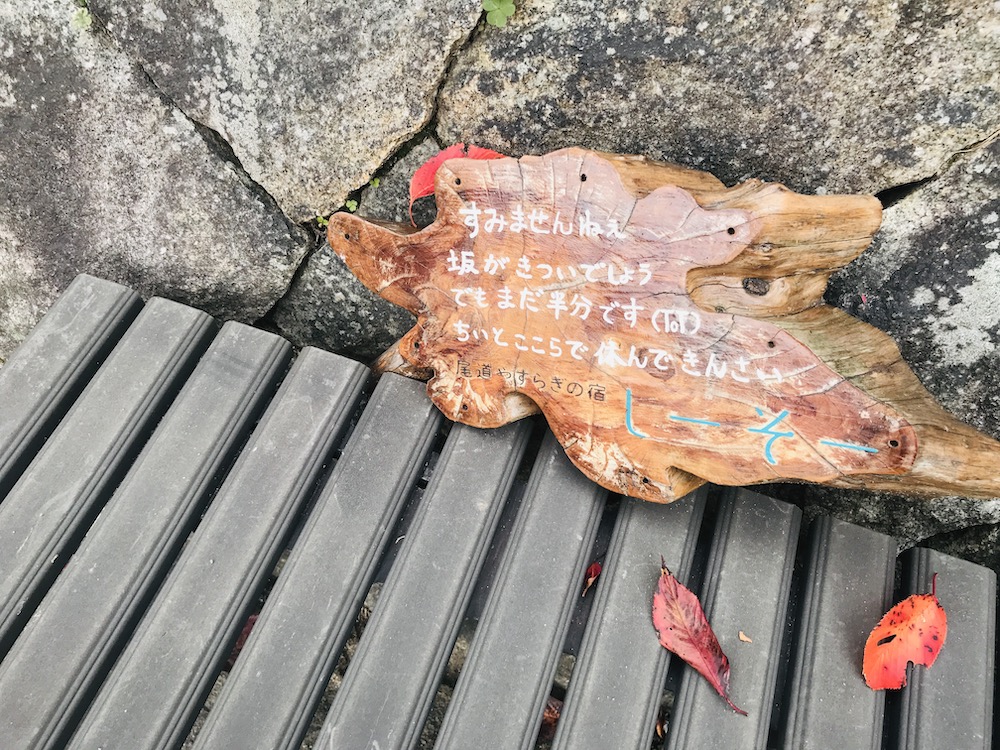 すみませんねぇ
坂がきついでしょう
でもまだ半分です(ToT)
ちいとここらで休んできんさい
尾道やすらぎの宿
しーそー